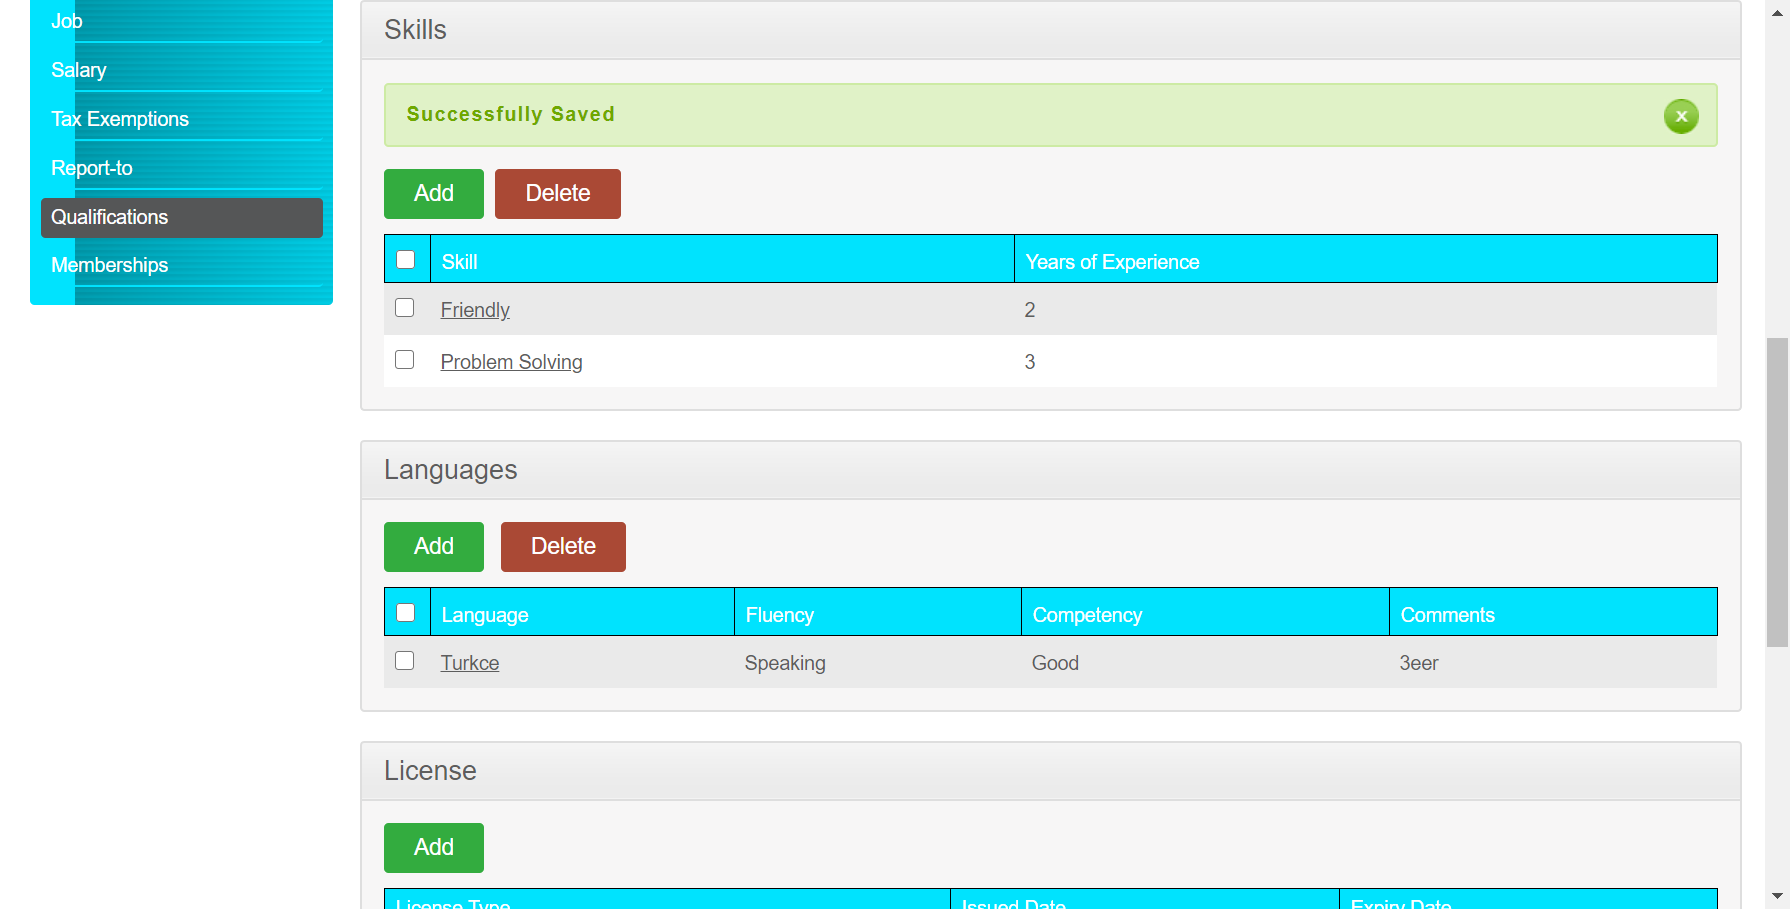 Job
Salary
Tax Exemptions
Report-to
Qualifications
Memberships
Skills
Successfully Saved
x
Add Delete
Skill Years of Experience
Friendly 2
Problem Solving 3
Languages
Add Delete
Language Fluency Competency Comments
Turkce Speaking Good 3eer
License
Add
License Type Issued Date Expiry Date